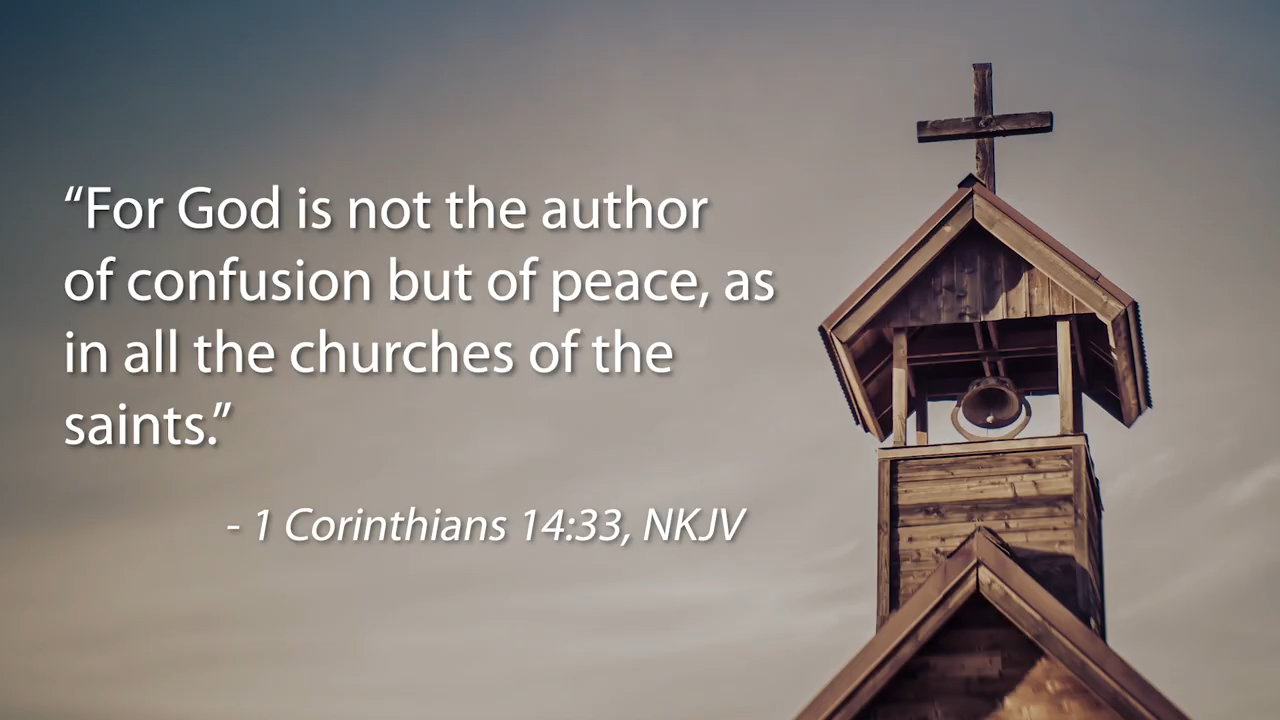 “For God is not the author
of confusion but of peace, as
in all the churches of the
saints.”
- 1 Corinthians 14:33, NKJV